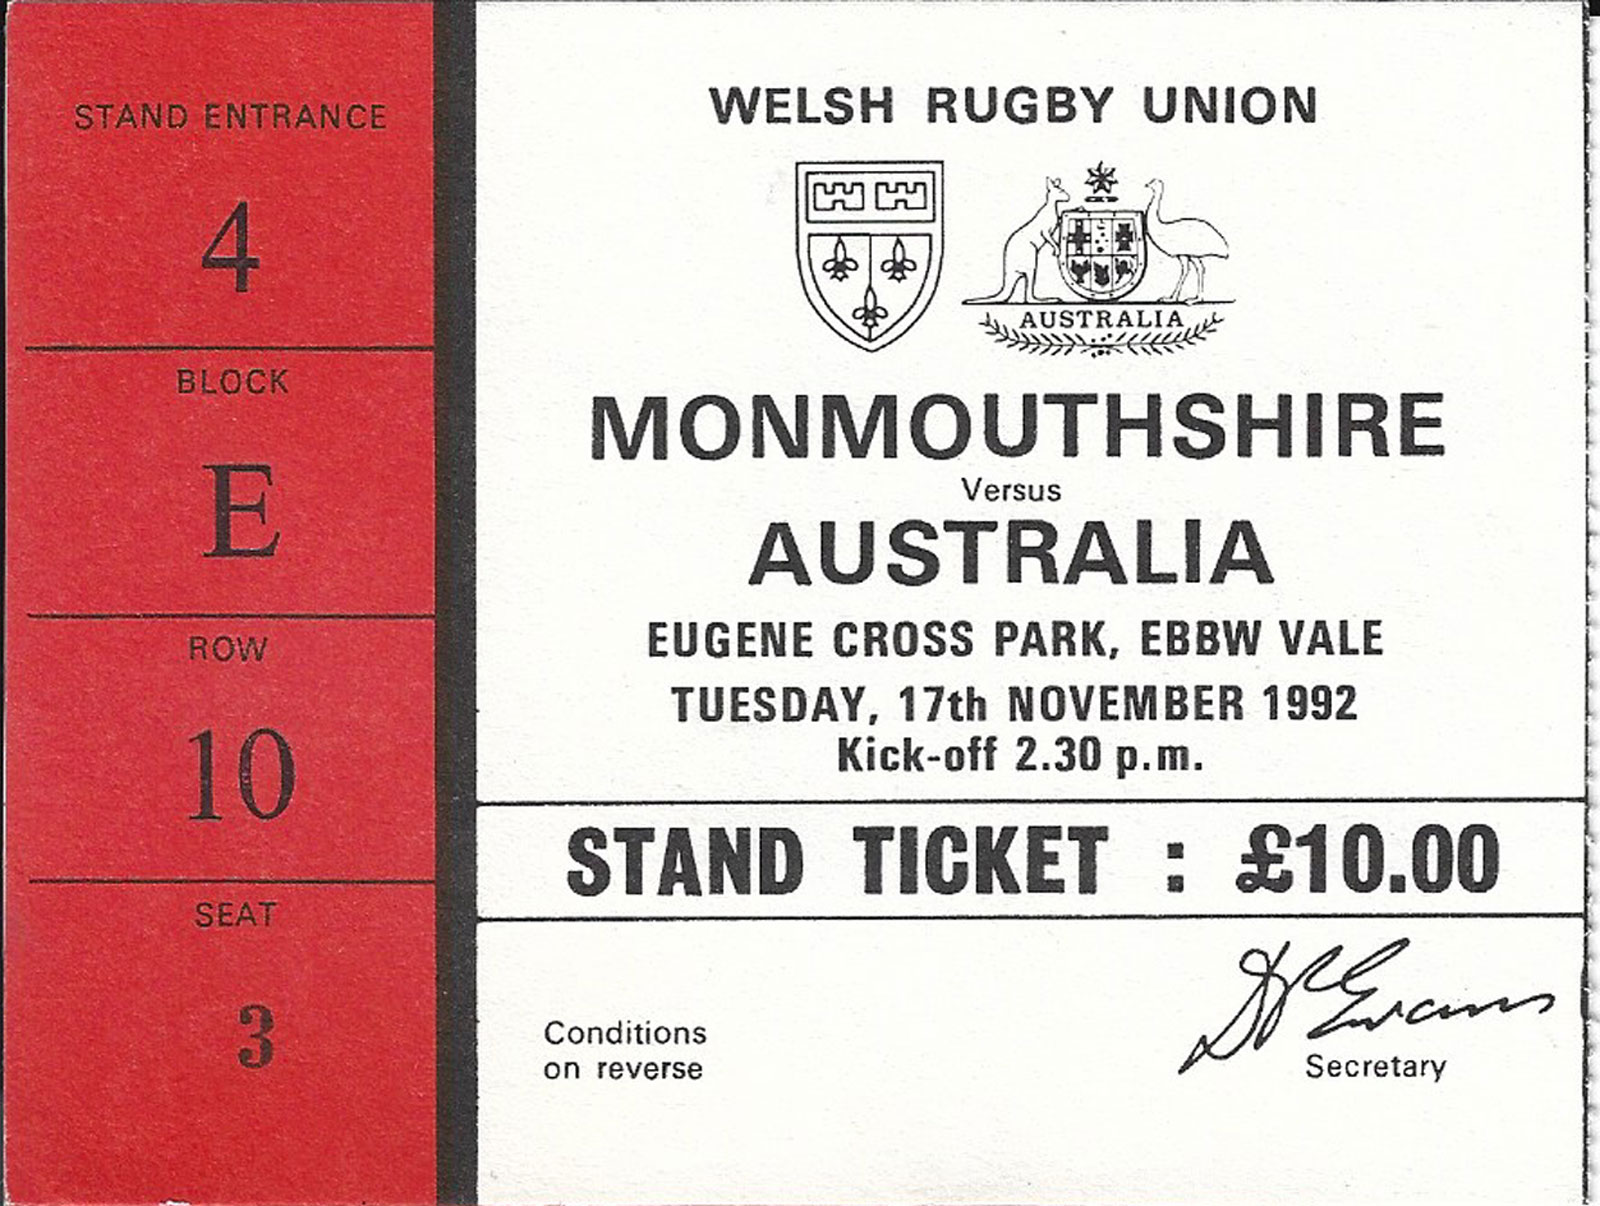 STAND ENTRANCE
4
BLOCK
E
ROW
10
SEAT
3
WELSH RUGBY UNION
AUSTRALIA
MONMOUTHSHIRE
Versus
AUSTRALIA
EUGENE CROSS PARK, EBBW VALE
TUESDAY, 17th NOVEMBER 1992
Kick-off 2.30 p.m.
STAND TICKET : £10.00
Conditions
on reverse
Evans
Secretary